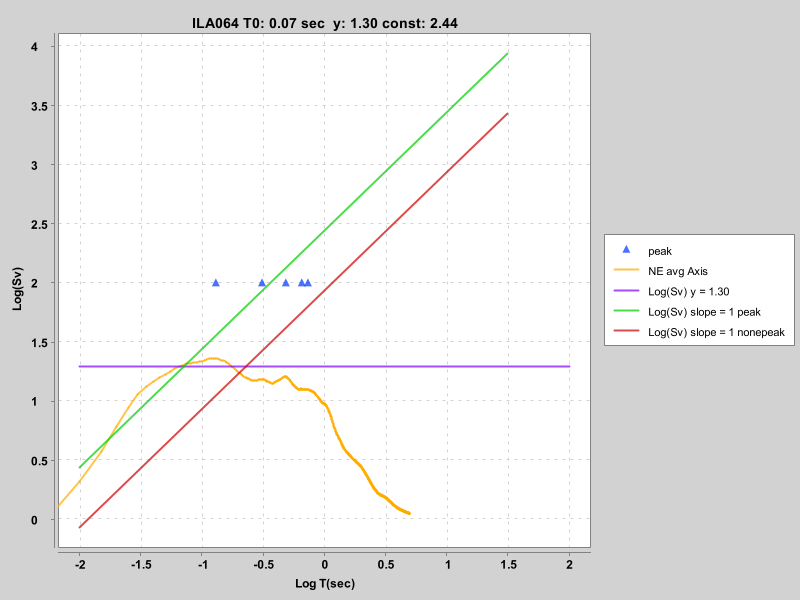 ILA064 T0: 0.07 sec  y: 1.30 const: 2.44
4
3.5
3
2.5
2
1.5
1
0.5
0
Log(Sv)
-2 -1.5 -1 -0.5 0 0.5 1 1.5 2
Log T(sec)
peak
NE avg Axis
Log(Sv) y = 1.30
Log(Sv) slope = 1 peak
Log(Sv) slope = 1 nonepeak